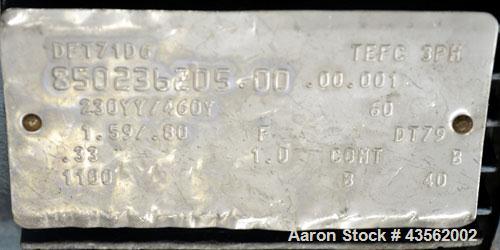 DFT71D6 TEFC 3PH
850236205.00 .00.001
230YY/460Y 60
1.59/.80 F DT79
.33 1.0 CONT B
1100 B 40
Aaron Stock # 43562002